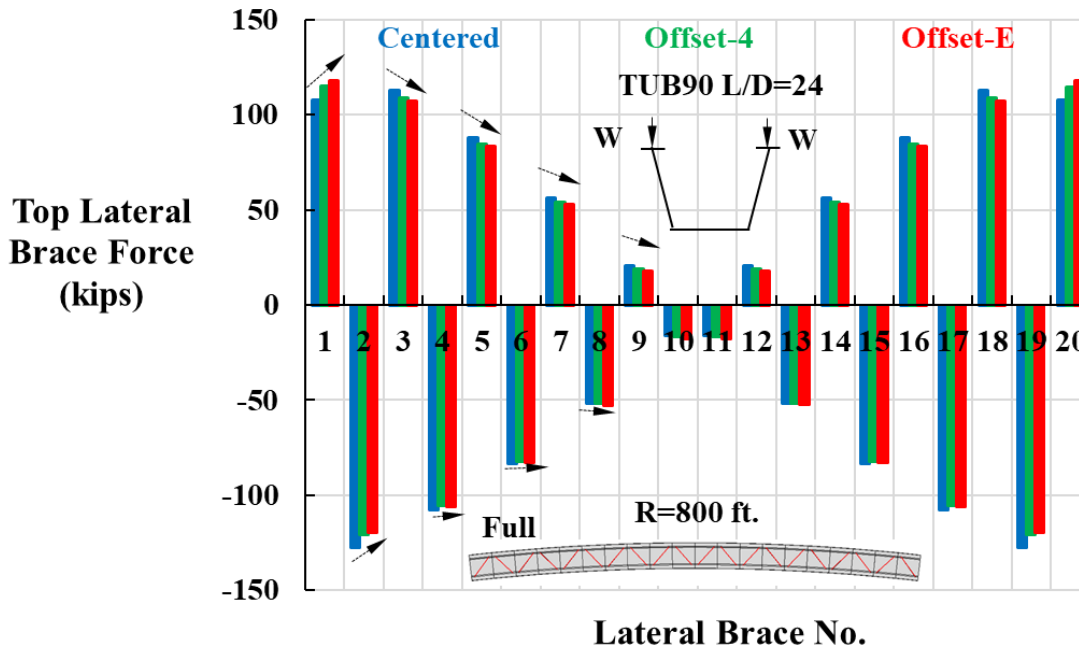 150
Centered Offset-4 Offset-E
TUB90 L/D=24
100
W W
50
Top Lateral
Brace Force
(kips)
0
1 2 3 4 5 6 7 8 9 10 11 12 13 14 15 16 17 18 19 20
-50
-100
Full R=800 ft.
-150
Lateral Brace No.